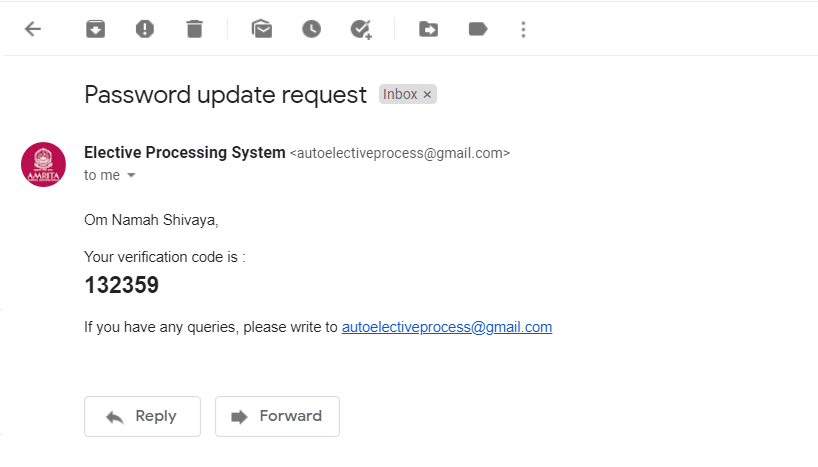 Password update request Inbox ×
AMRITA
Elective Processing System <autoelectiveprocess@gmail.com>
to me
Om Namah Shivaya,
Your verification code is :
132359
If you have any queries, please write to autoelectiveprocess@gmail.com
Reply Forward